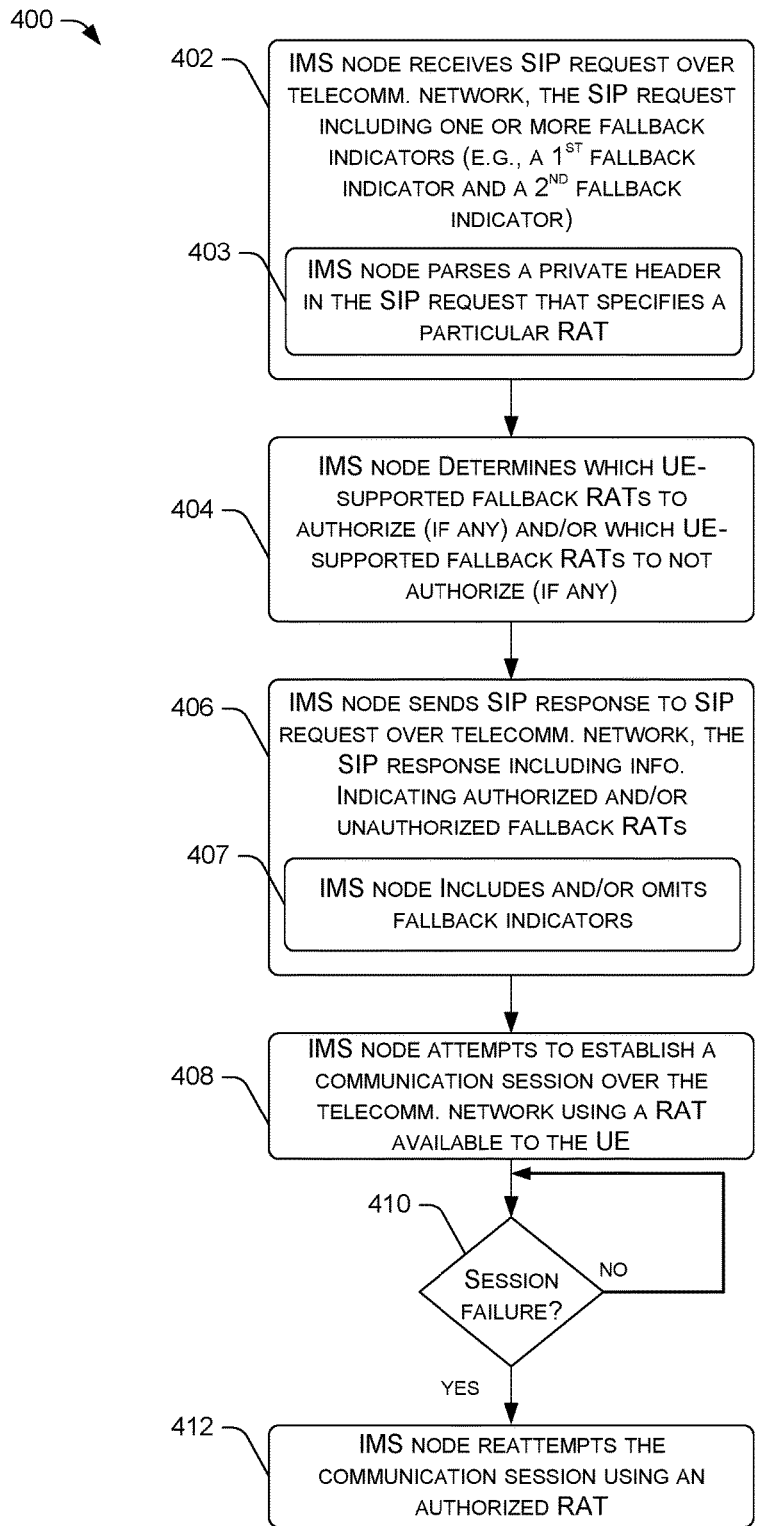 400
402
IMS NODE RECEIVES SIP REQUEST OVER
TELECOMM. NETWORK, THE SIP REQUEST
INCLUDING ONE OR MORE FALLBACK
INDICATORS (E.G., A 1ST FALLBACK
INDICATOR AND A 2ND FALLBACK
INDICATOR)
403
IMS NODE PARSES A PRIVATE HEADER
IN THE SIP REQUEST THAT SPECIFIES A
PARTICULAR RAT
404
IMS NODE DETERMINES WHICH UE-
SUPPORTED FALLBACK RATS TO
AUTHORIZE (IF ANY) AND/OR WHICH UE-
SUPPORTED FALLBACK RATS TO NOT
AUTHORIZE (IF ANY)
406
IMS NODE SENDS SIP RESPONSE TO SIP
REQUEST OVER TELECOMM. NETWORK, THE
SIP RESPONSE INCLUDING INFO.
INDICATING AUTHORIZED AND/OR
UNAUTHORIZED FALLBACK RATS
407
IMS NODE INCLUDES AND/OR OMITS
FALLBACK INDICATORS
408
IMS NODE ATTEMPTS TO ESTABLISH A
COMMUNICATION SESSION OVER THE
TELECOMM. NETWORK USING A RAT
AVAILABLE TO THE UE
410
SESSION
FAILURE?
NO
YES
412
IMS NODE REATTEMPTS THE
COMMUNICATION SESSION USING AN
AUTHORIZED RAT